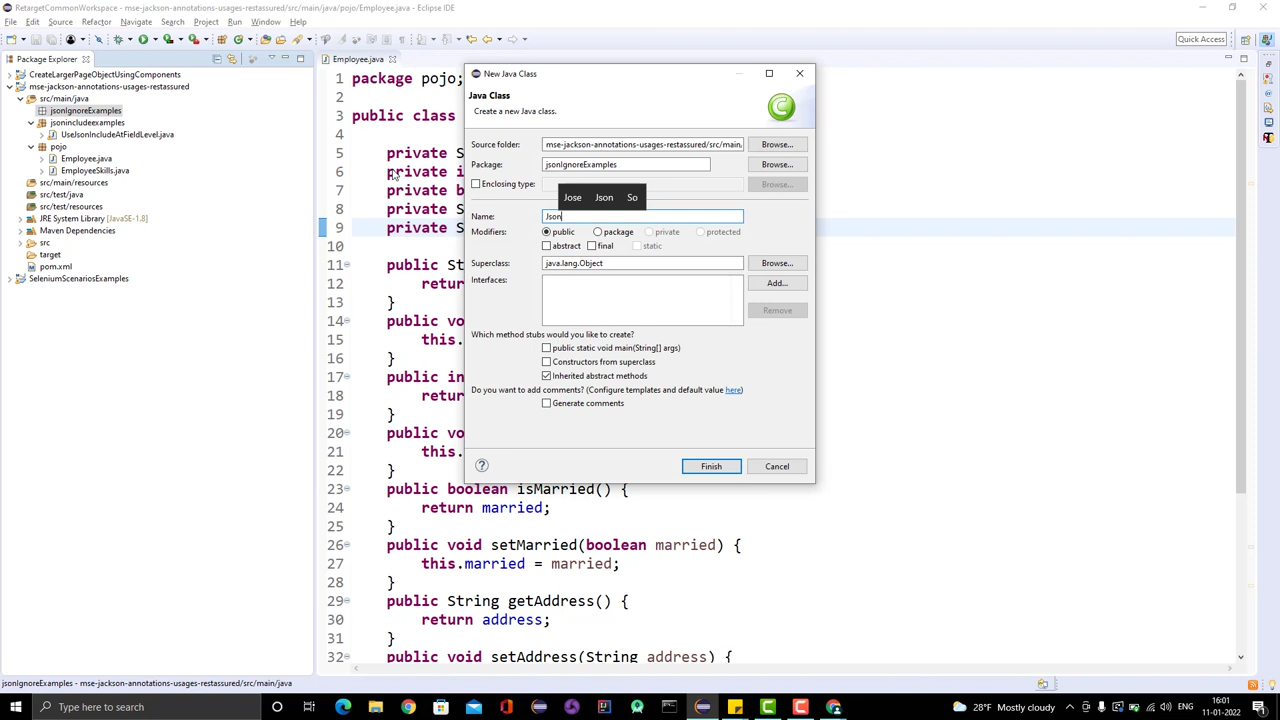 RetargetCommonWorkspace - mse-jackson-annotations-usages-restassured/src/main/java/pojo/Employee.java - Eclipse IDE
File Edit Source Refactor Navigate Search Project Run Window Help
Quick Access
Package Explorer
CreateLargerPageObjectUsingComponents
mse-jackson-annotations-usages-restassured
src/main/java
jsonIgnoreExamples
jsonincludeexamples
UseJsonIncludeAtFieldLevel.java
pojo
Employee.java
EmployeeSkills.java
src/main/resources
src/test/java
src/test/resources
JRE System Library [JavaSE-1.8]
Maven Dependencies
src
target
pom.xml
SeleniumScenariosExamples
Employee.java
1 package pojo;
2
3 public class
4
5 private S
6 private i
7 private b
8 private S
9 private S
10
11 public St
12 retur
13 }
14 public vo
15 this.
16 }
17 public in
18 retur
19 }
20 public vo
21 this.
22 }
23 public boolean isMarried() {
24 return married;
25 }
26 public void setMarried(boolean married) {
27 this.married = married;
28 }
29 public String getAddress() {
30 return address;
31 }
32 public void setAddress(String address) {
New Java Class
Java Class
Create a new Java class.
Source folder: mse-jackson-annotations-usages-restassured/src/main, Browse...
Package: jsonIgnoreExamples Browse...
Enclosing type: Browse...
Jose Json So
Name: Json
Modifiers: public package private protected
abstract final static
Superclass: java.lang.Object Browse...
Interfaces: Add...
Remove
Which method stubs would you like to create?
public static void main(String[] args)
Constructors from superclass
Inherited abstract methods
Do you want to add comments? (Configure templates and default value here)
Generate comments
Finish Cancel
jsonIgnoreExamples - mse-jackson-annotations-usages-restassured/src/main/java
Type here to search
28°F Mostly cloudy
16:01
11-01-2022